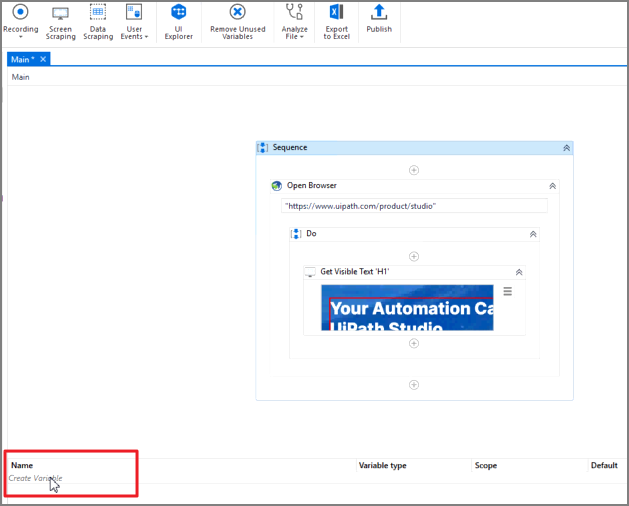 Recording
Screen Scraping
Data Scraping
User Events
UI Explorer
Remove Unused Variables
Analyze File
Export to Excel
Publish
Main *
Main
Sequence
Open Browser
"https://www.uipath.com/product/studio"
Do
Get Visible Text 'H1'
Your Automation Ca
UiPath Studio
Name Variable type Scope Default
Create Variable